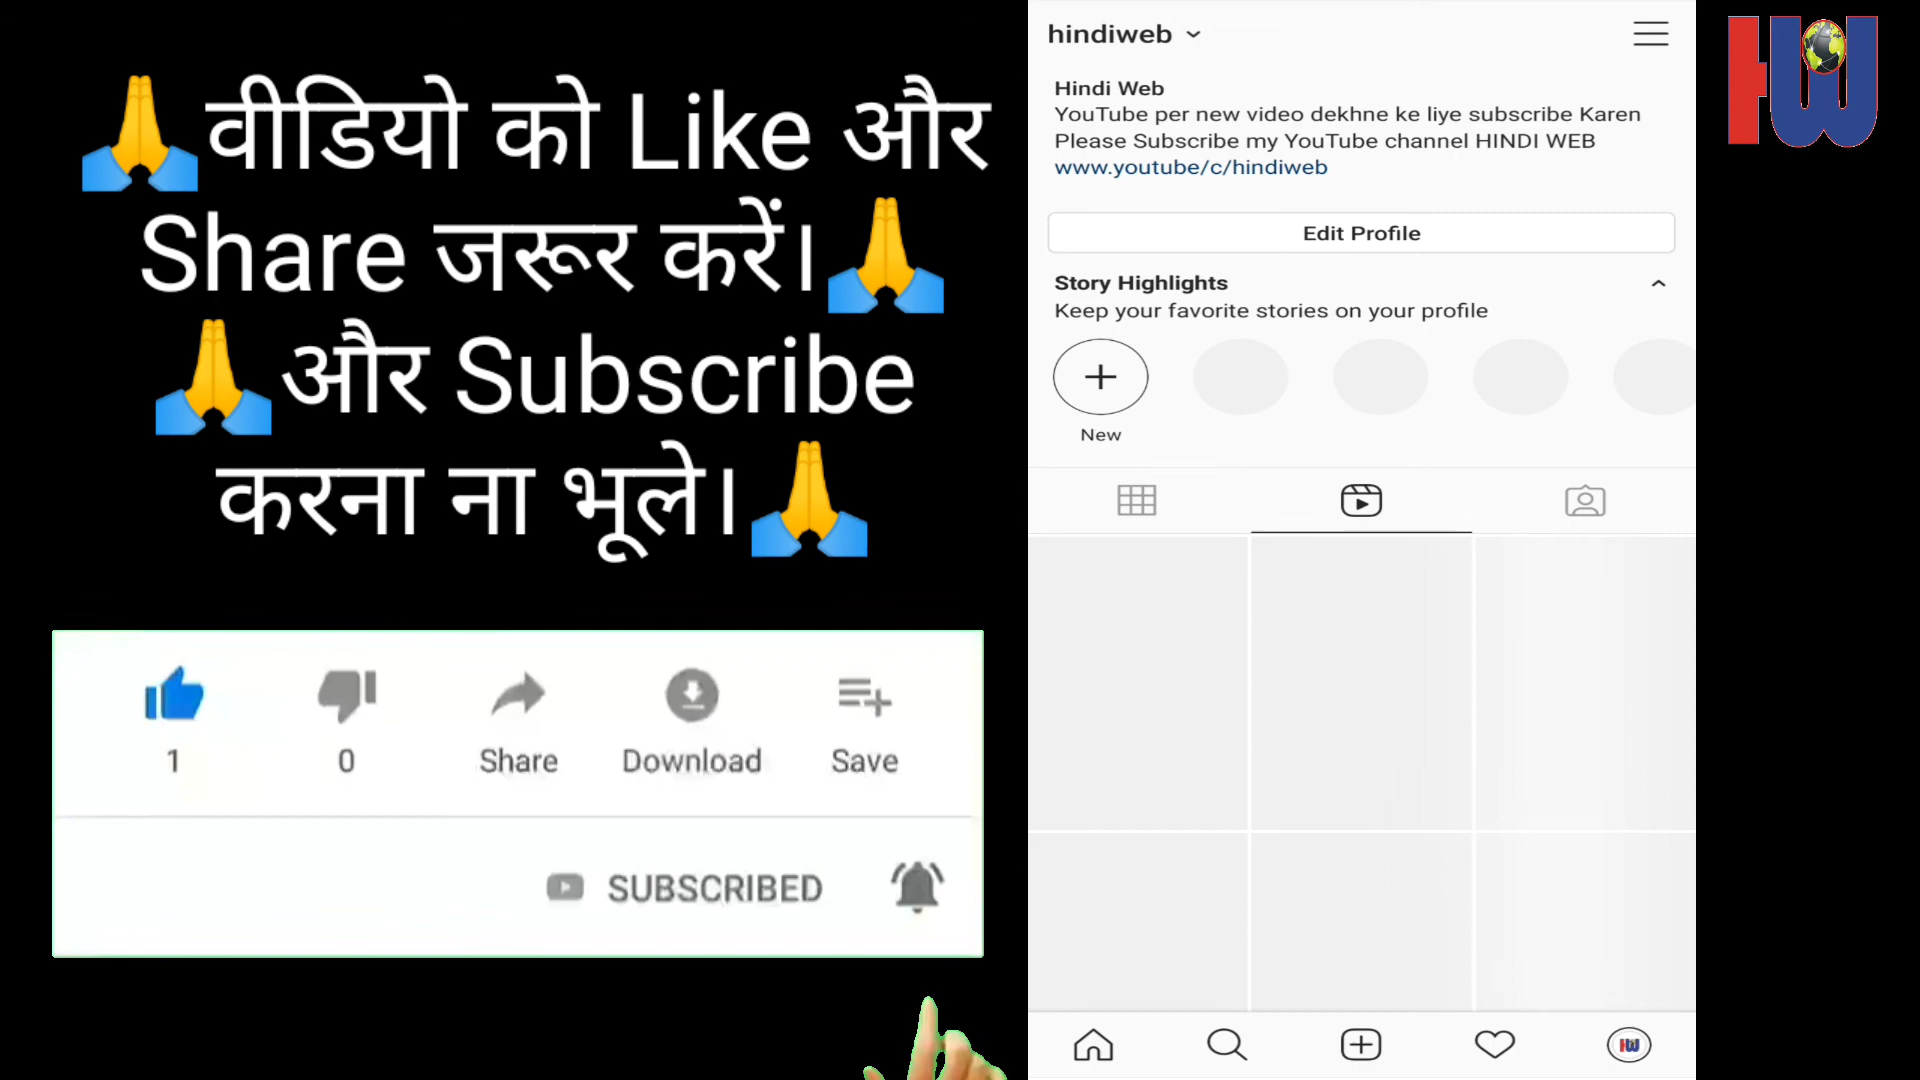 🙏वीडियो को Like और
Share जरूर करें।🙏
🙏और Subscribe
करना ना भूले।🙏
1
0
Share
Download
Save
SUBSCRIBED
hindiweb
Hindi Web
YouTube per new video dekhne ke liye subscribe Karen
Please Subscribe my YouTube channel HINDI WEB
www.youtube/c/hindiweb
Edit Profile
Story Highlights
Keep your favorite stories on your profile
New
HW
HW